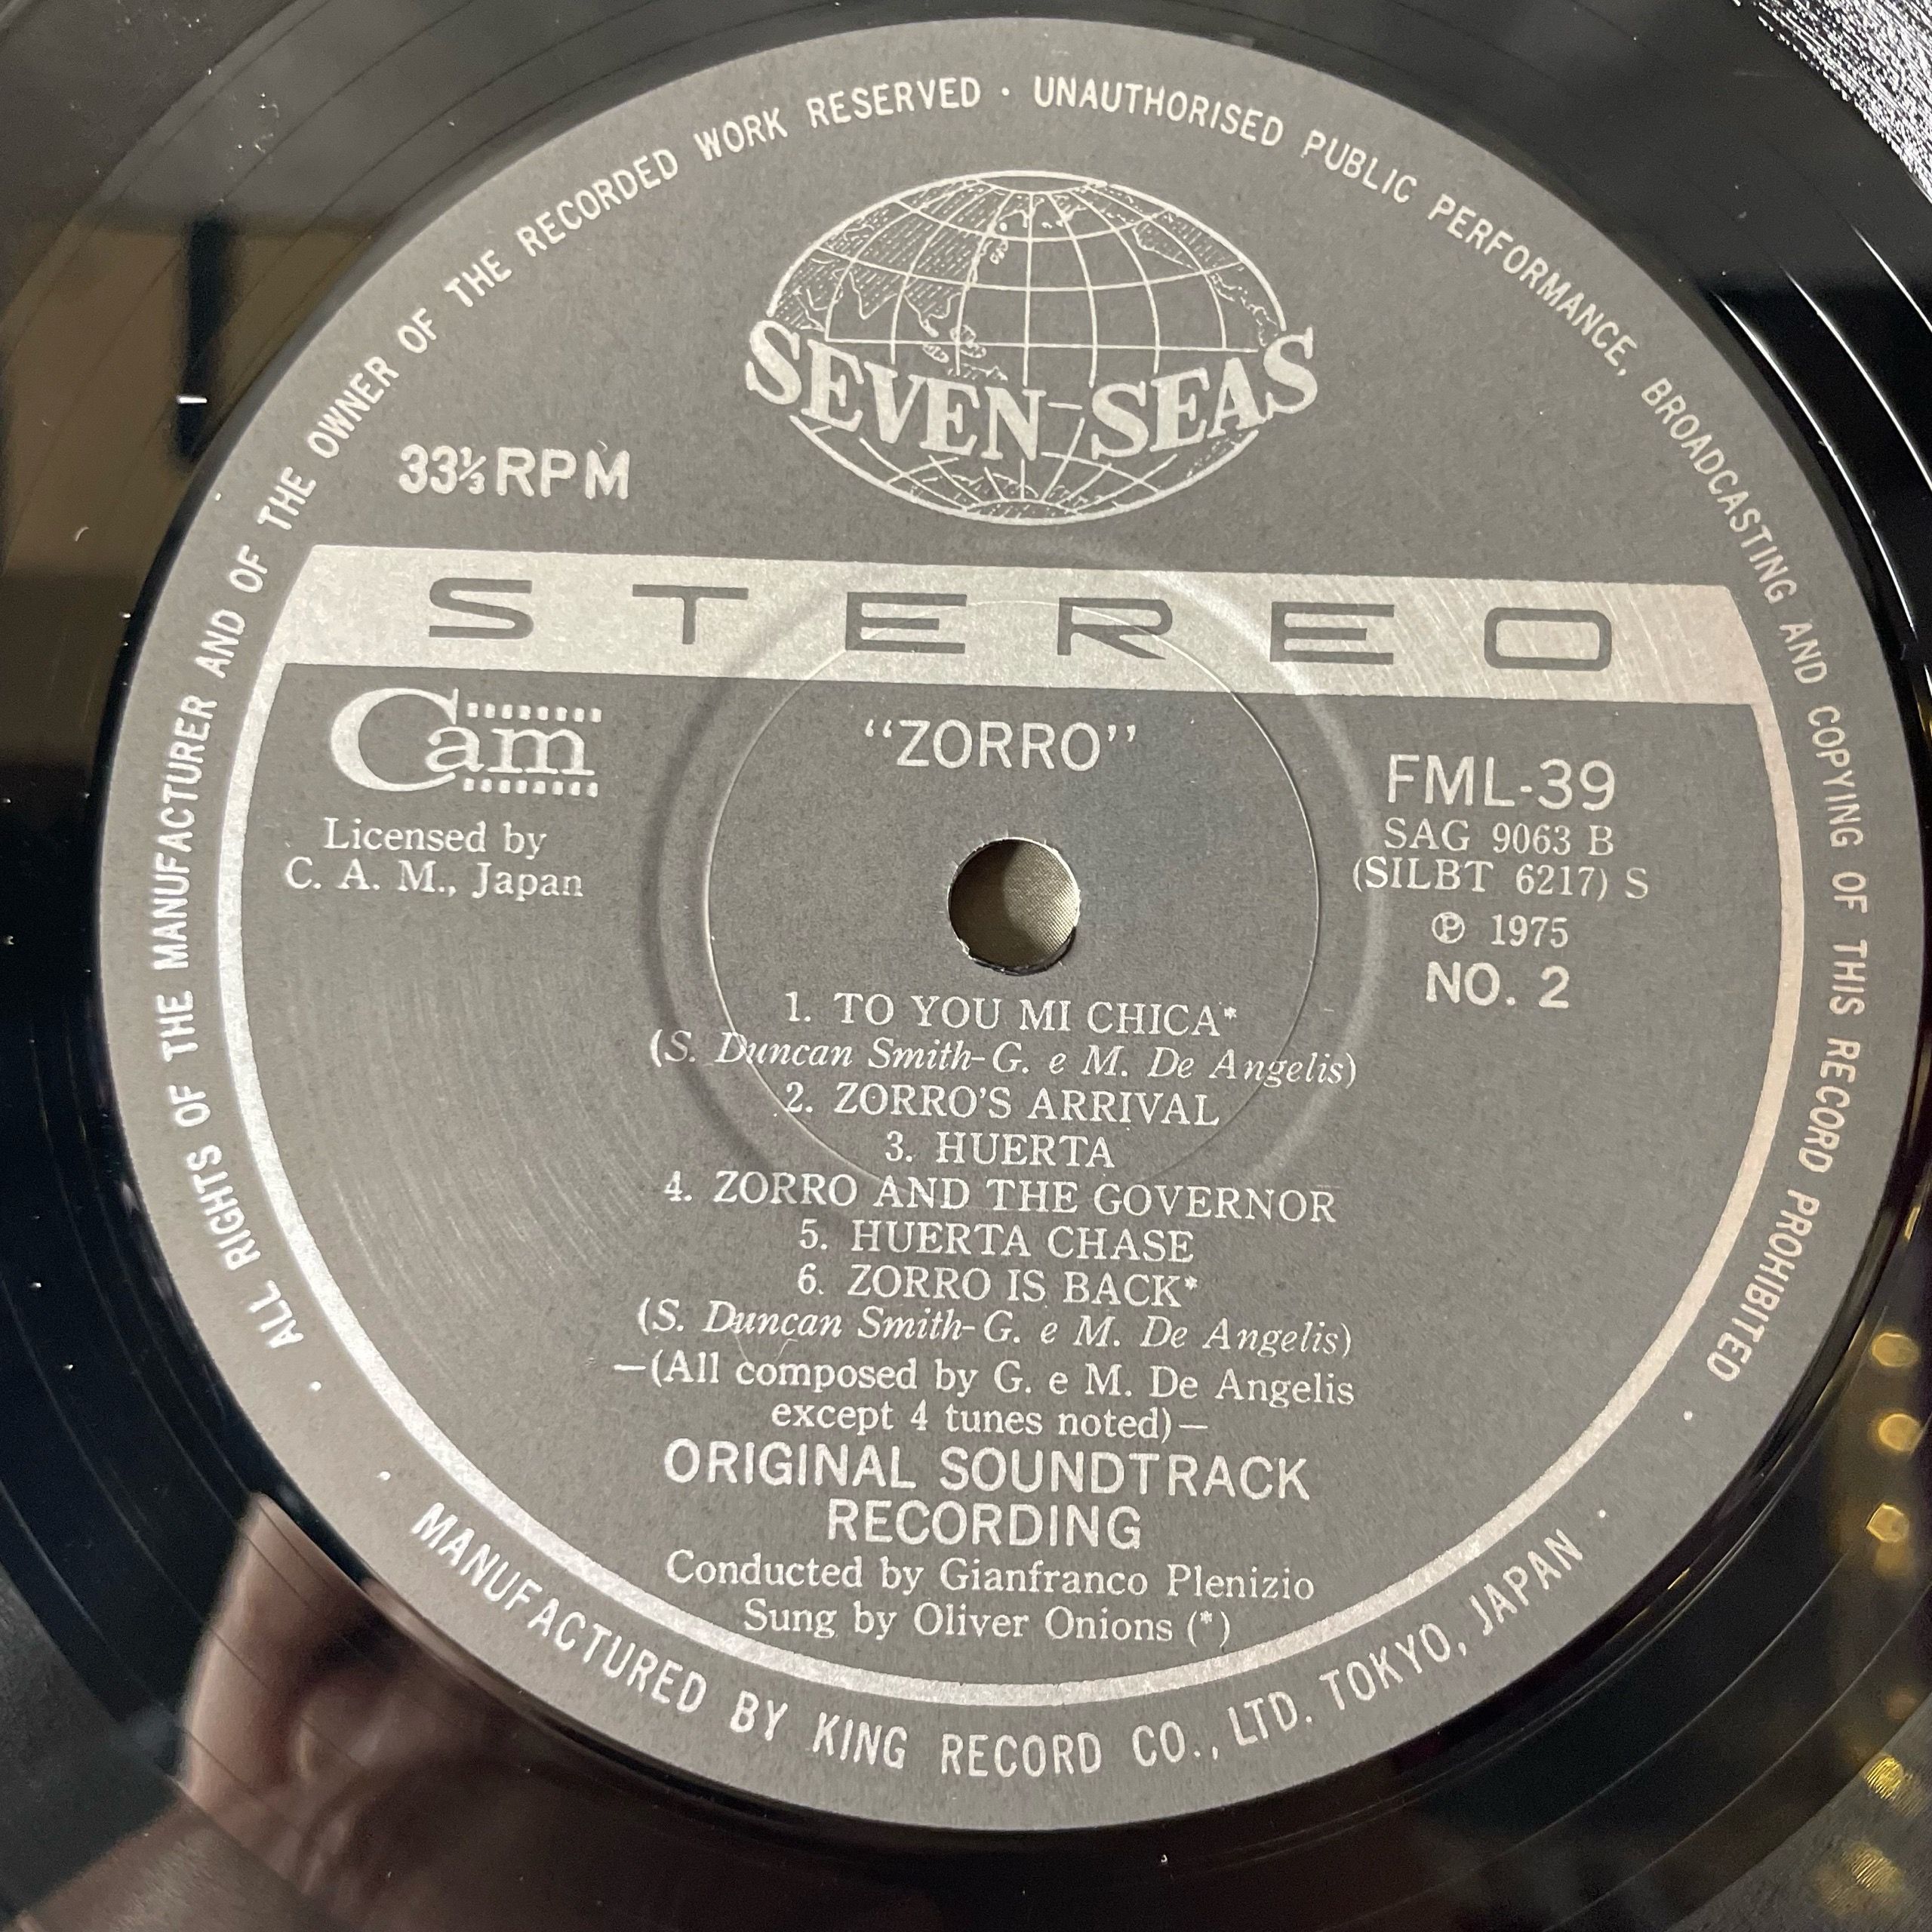 ALL RIGHTS OF THE MANUFACTURER AND OF THE OWNER OF THE RECORDED WORK RESERVED · UNAUTHORISED PUBLIC PERFORMANCE, BROADCASTING AND COPYING OF THIS RECORD PROHIBITED
SEVEN SEAS
33⅓RPM
STEREO
Cam
Licensed by
C. A. M., Japan
“ZORRO”
FML-39
SAG 9063 B
(SILBT 6217) S
℗ 1975
NO. 2
1. TO YOU MI CHICA*
(S. Duncan Smith-G. e M. De Angelis)
2. ZORRO'S ARRIVAL
3. HUERTA
4. ZORRO AND THE GOVERNOR
5. HUERTA CHASE
6. ZORRO IS BACK*
(S. Duncan Smith-G. e M. De Angelis)
—(All composed by G. e M. De Angelis
except 4 tunes noted)—
ORIGINAL SOUNDTRACK
RECORDING
Conducted by Gianfranco Plenizio
Sung by Oliver Onions (*)
· MANUFACTURED BY KING RECORD CO., LTD. TOKYO, JAPAN ·